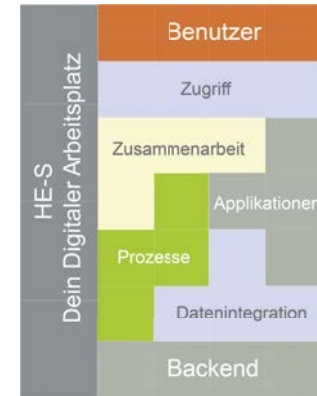 HE-S
Dein Digitaler Arbeitsplatz
Benutzer
Zugriff
Zusammenarbeit
Applikationen
Prozesse
Datenintegration
Backend